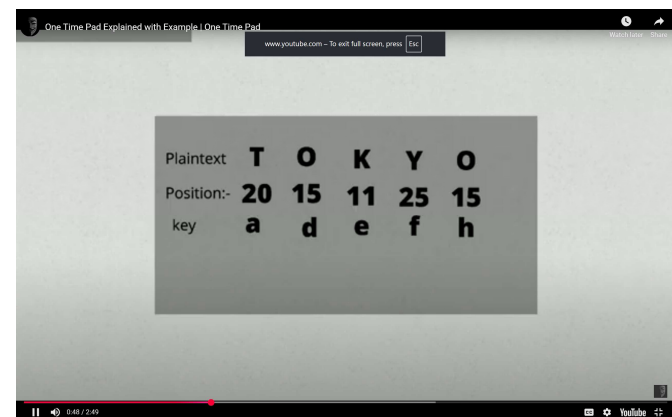 One Time Pad Explained with Example | One Time Pad
Watch later Share
www.youtube.com – To exit full screen, press Esc
Plaintext T O K Y O
Position:- 20 15 11 25 15
key a d e f h
0:48 / 2:49
CC YouTube